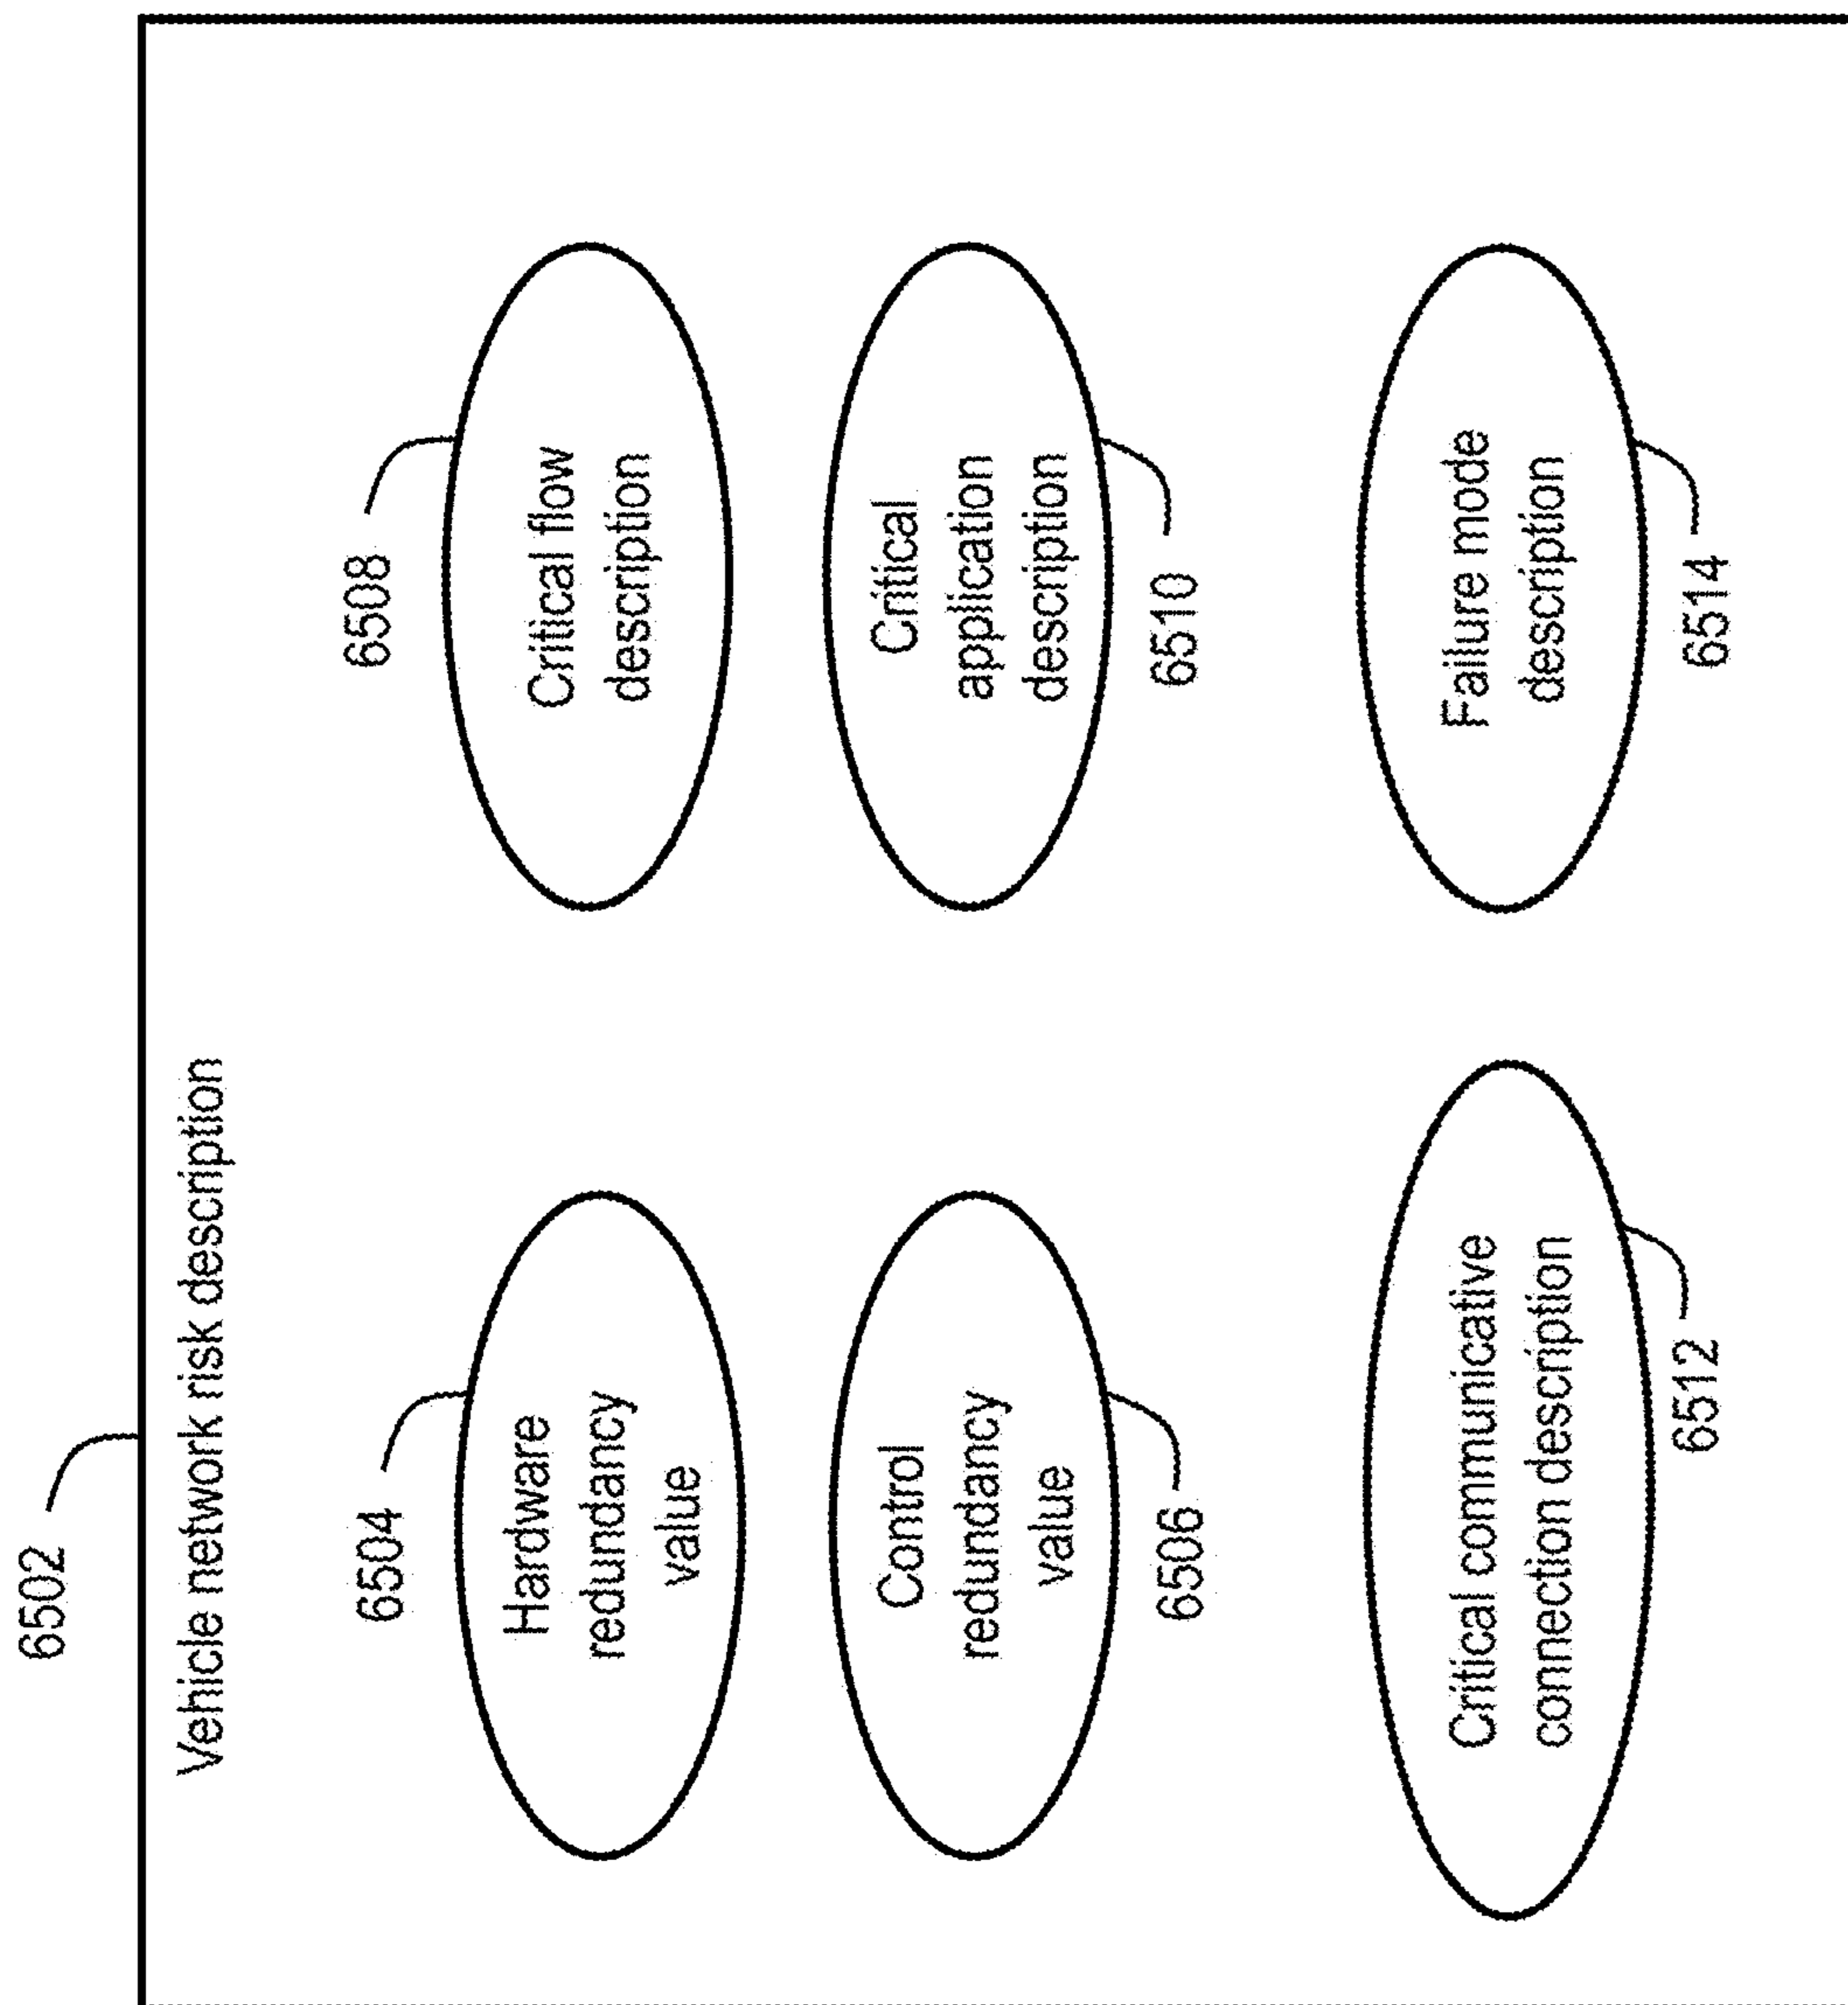 6502
Vehicle network risk description
6504
Hardware
redundancy
value
6508
Critical flow
description
Control
redundancy
value
6506
Critical
application
description
6510
Critical communicative
connection description
6512
Failure mode
description
6514